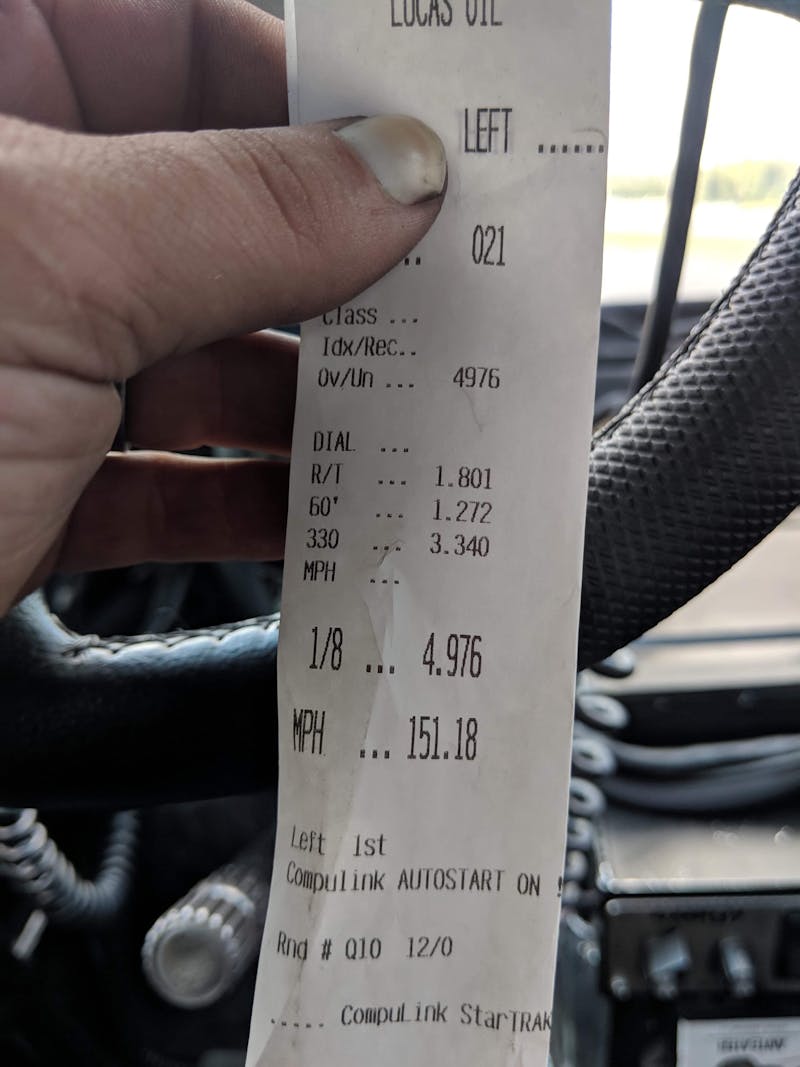 LUCAS OIL
LEFT ......
.. 021
Class ...
Idx/Rec..
Ov/Un ... 4976
DIAL ...
R/T ... 1.801
60' ... 1.272
330 ... 3.340
MPH ...
1/8 ... 4.976
MPH ... 151.18
Left 1st
Compulink AUTOSTART ON !
Rnd # Q10 12/0
..... CompuLink StarTRAK